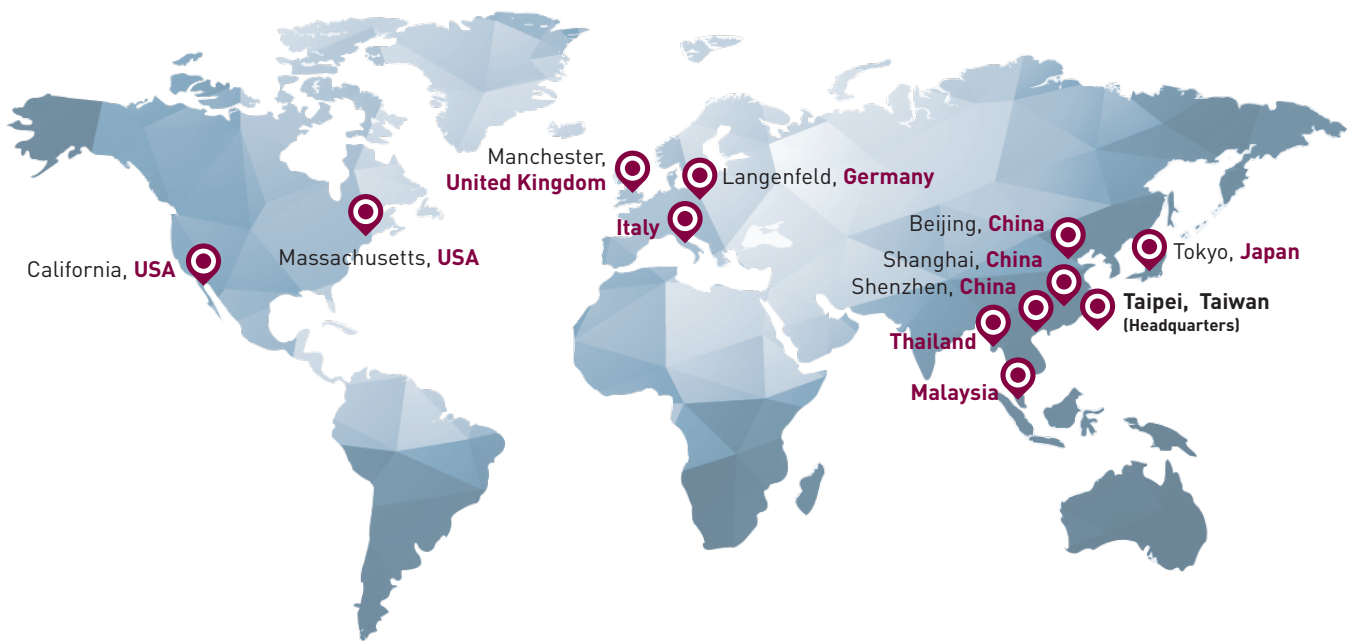 Manchester,
United Kingdom
Langenfeld, Germany
Italy
Massachusetts, USA
California, USA
Beijing, China
Shanghai, China
Shenzhen, China
Tokyo, Japan
Taipei, Taiwan
(Headquarters)
Thailand
Malaysia